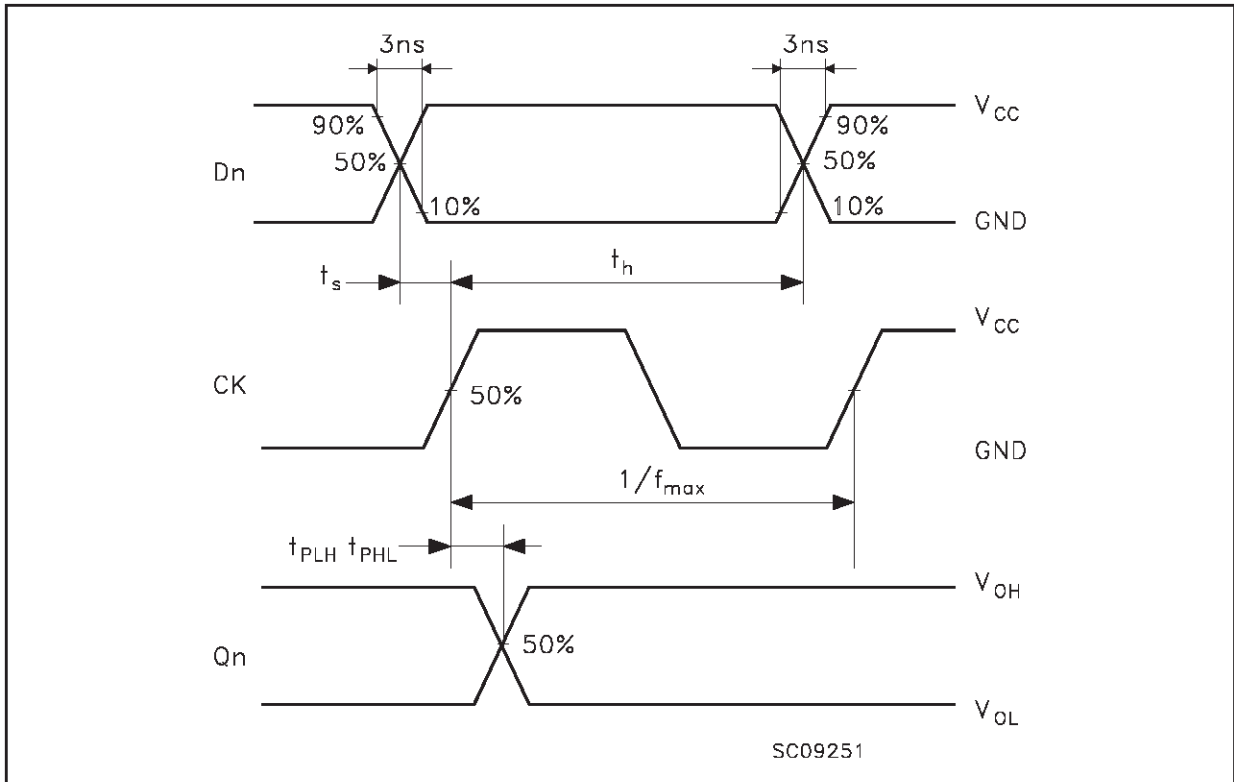 3ns 3ns
V_CC
90% 90%
Dn 50% 50%
10% 10%
GND
t_s t_h
V_CC
CK 50%
GND
1/f_max
t_PLH t_PHL
V_OH
Qn 50%
V_OL
SC09251